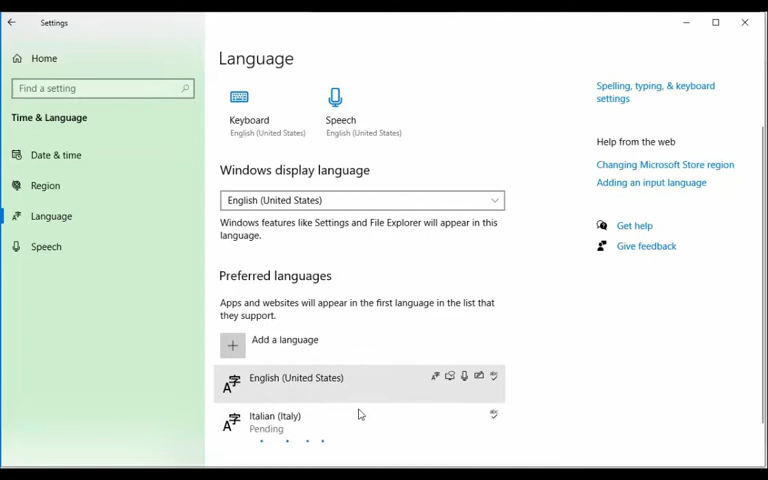 Settings
Home
Find a setting
Time & Language
Date & time
Region
Language
Speech
Language
Keyboard
English (United States)
Speech
English (United States)
Windows display language
English (United States)
Windows features like Settings and File Explorer will appear in this
language.
Preferred languages
Apps and websites will appear in the first language in the list that
they support.
Add a language
English (United States)
Italian (Italy)
Pending
Spelling, typing, & keyboard
settings
Help from the web
Changing Microsoft Store region
Adding an input language
Get help
Give feedback